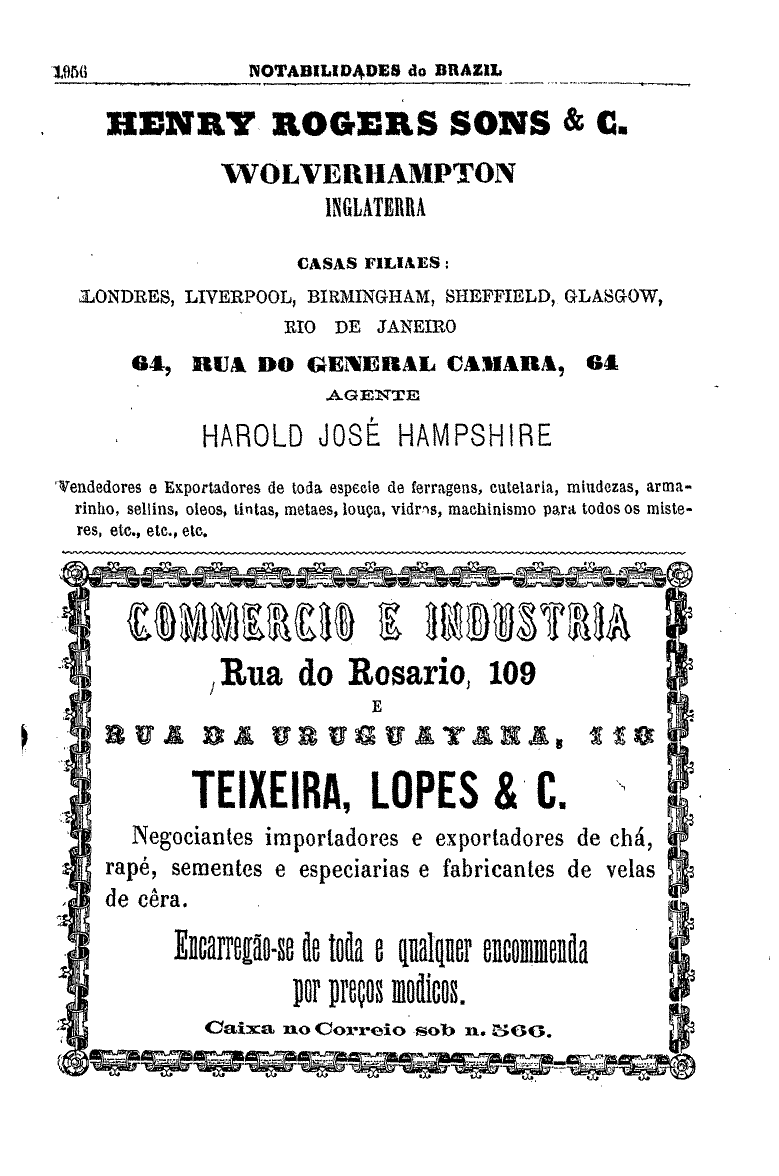 1956 NOTABILIDADES do BRAZIL
HENRY ROGERS SONS & C.
WOLVERHAMPTON
INGLATERRA
CASAS FILIAES:
LONDRES, LIVERPOOL, BIRMINGHAM, SHEFFIELD, GLASGOW,
RIO DE JANEIRO
64, RUA DO GENERAL CAMARA, 64
AGENTE
HAROLD JOSÉ HAMPSHIRE
Vendedores e Exportadores de toda especie de ferragens, cutelaria, miudezas, arma-
rinho, sellins, oleos, tintas, metaes, louça, vidros, machinismo para todos os miste-
res, etc., etc., etc.
COMMERCIO E INDUSTRIA
Rua do Rosario, 109
E
RUA DA URUGUAYANA, 110
TEIXEIRA, LOPES & C.
Negociantes importadores e exportadores de chá,
rapé, sementes e especiarias e fabricantes de velas
de cêra.
Encarregão-se de toda e qualquer encommenda
por preços modicos.
Caixa no Correio sob n. 566.